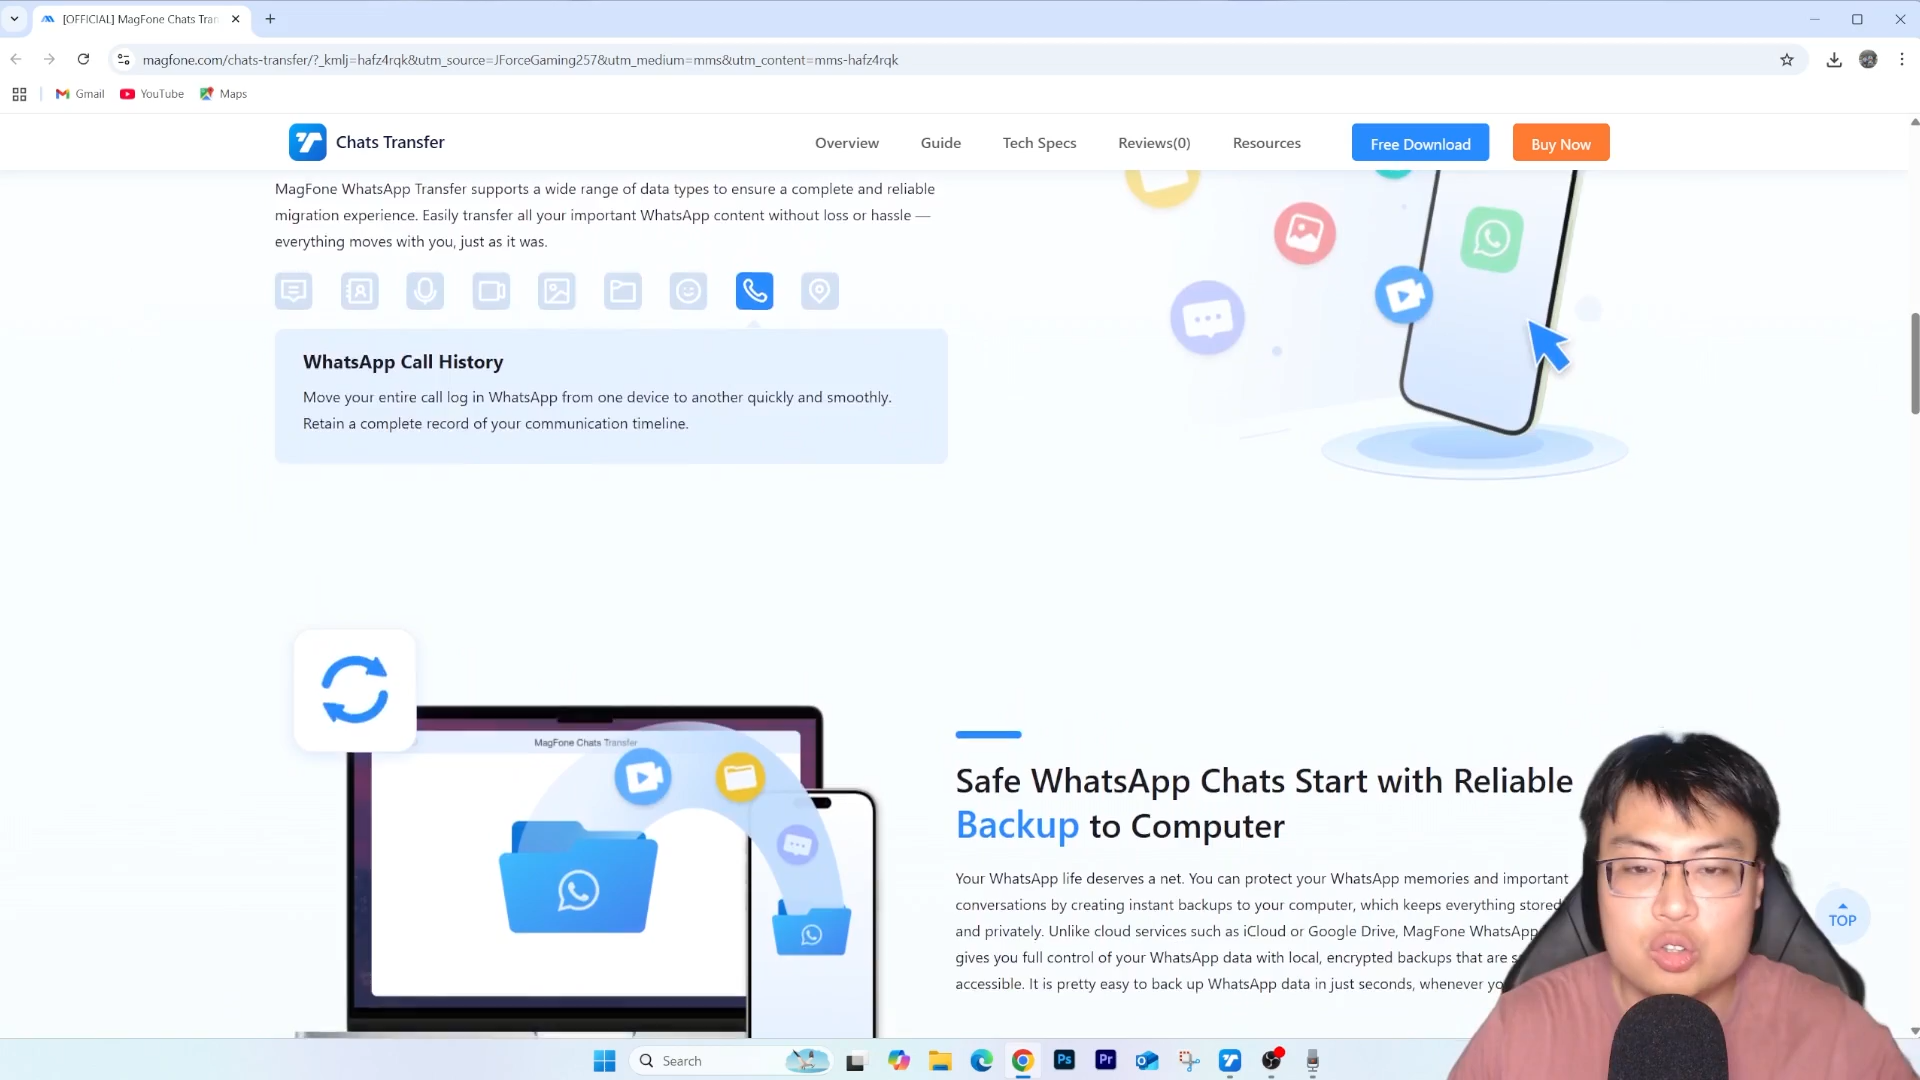 [OFFICIAL] MagFone Chats Tran
magfone.com/chats-transfer/?_kmlj=hafz4rqk&utm_source=JForceGaming257&utm_medium=mms&utm_content=mms-hafz4rqk
Gmail
YouTube
Maps
Chats Transfer
Overview
Guide
Tech Specs
Reviews(0)
Resources
Free Download
Buy Now
MagFone WhatsApp Transfer supports a wide range of data types to ensure a complete and reliable
migration experience. Easily transfer all your important WhatsApp content without loss or hassle —
everything moves with you, just as it was.
WhatsApp Call History
Move your entire call log in WhatsApp from one device to another quickly and smoothly.
Retain a complete record of your communication timeline.
MagFone Chats Transfer
Safe WhatsApp Chats Start with Reliable
Backup to Computer
Your WhatsApp life deserves a net. You can protect your WhatsApp memories and important
conversations by creating instant backups to your computer, which keeps everything stored
and privately. Unlike cloud services such as iCloud or Google Drive, MagFone WhatsApp
gives you full control of your WhatsApp data with local, encrypted backups that are
accessible. It is pretty easy to back up WhatsApp data in just seconds, whenever
TOP
Search
Ps
Pr